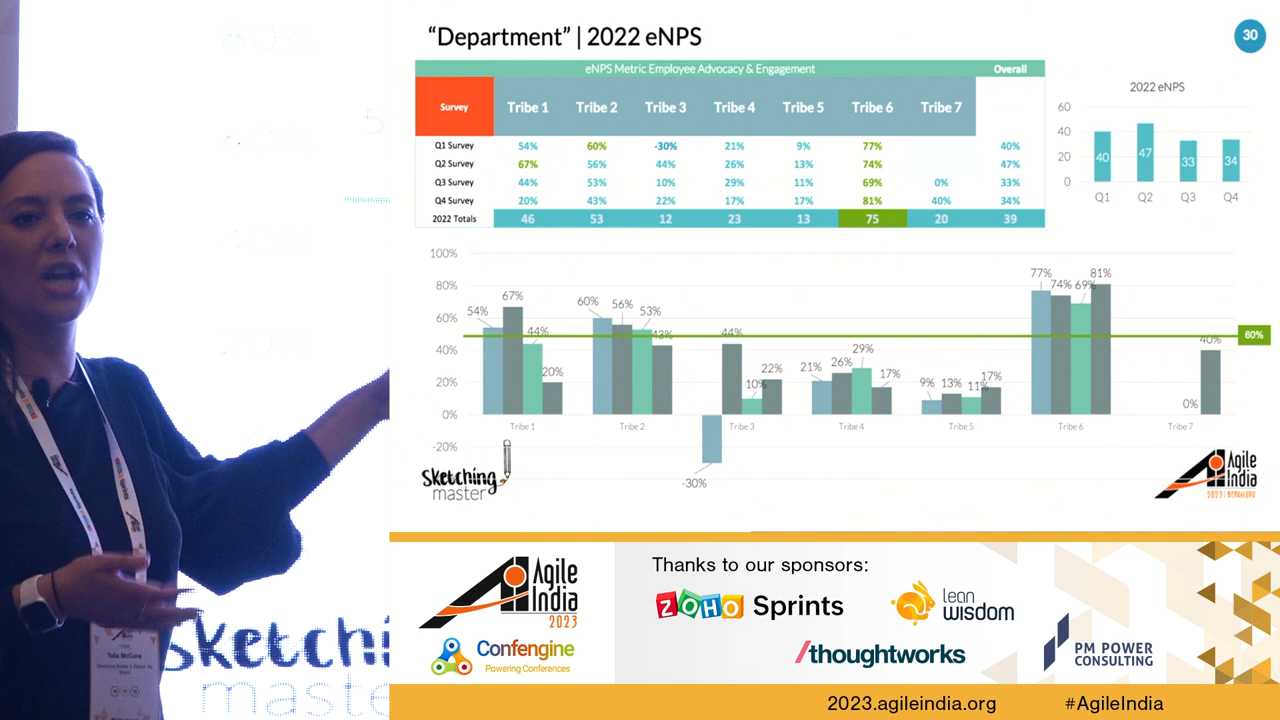 "Department" | 2022 eNPS
30
eNPS Metric Employee Advocacy & Engagement Overall
Survey Tribe 1 Tribe 2 Tribe 3 Tribe 4 Tribe 5 Tribe 6 Tribe 7
Q1 Survey 54% 60% -30% 21% 9% 77% 40%
Q2 Survey 67% 56% 44% 26% 13% 74% 47%
Q3 Survey 44% 53% 10% 29% 11% 69% 0% 33%
Q4 Survey 20% 43% 22% 17% 17% 81% 40% 34%
2022 Totals 46 53 12 23 13 75 20 39
2022 eNPS
60
40
20
0
40 47 33 34
Q1 Q2 Q3 Q4
100%
80%
60%
40%
20%
0%
-20%
54% 67% 44% 20%
60% 56% 53% 43%
-30% 44% 10% 22%
21% 26% 29% 17%
9% 13% 11% 17%
77% 74% 69% 81%
0% 40%
60%
Tribe 1 Tribe 2 Tribe 3 Tribe 4 Tribe 5 Tribe 6 Tribe 7
Sketching
master
Agile
India
2023 | BENGALURU
Sketchi
maste
Talia McCune
Agile
India
2023
Confengine
Powering Conferences
Thanks to our sponsors:
ZOHO Sprints
lean
wisdom
/thoughtworks
PM POWER
CONSULTING
2023.agileindia.org
#AgileIndia